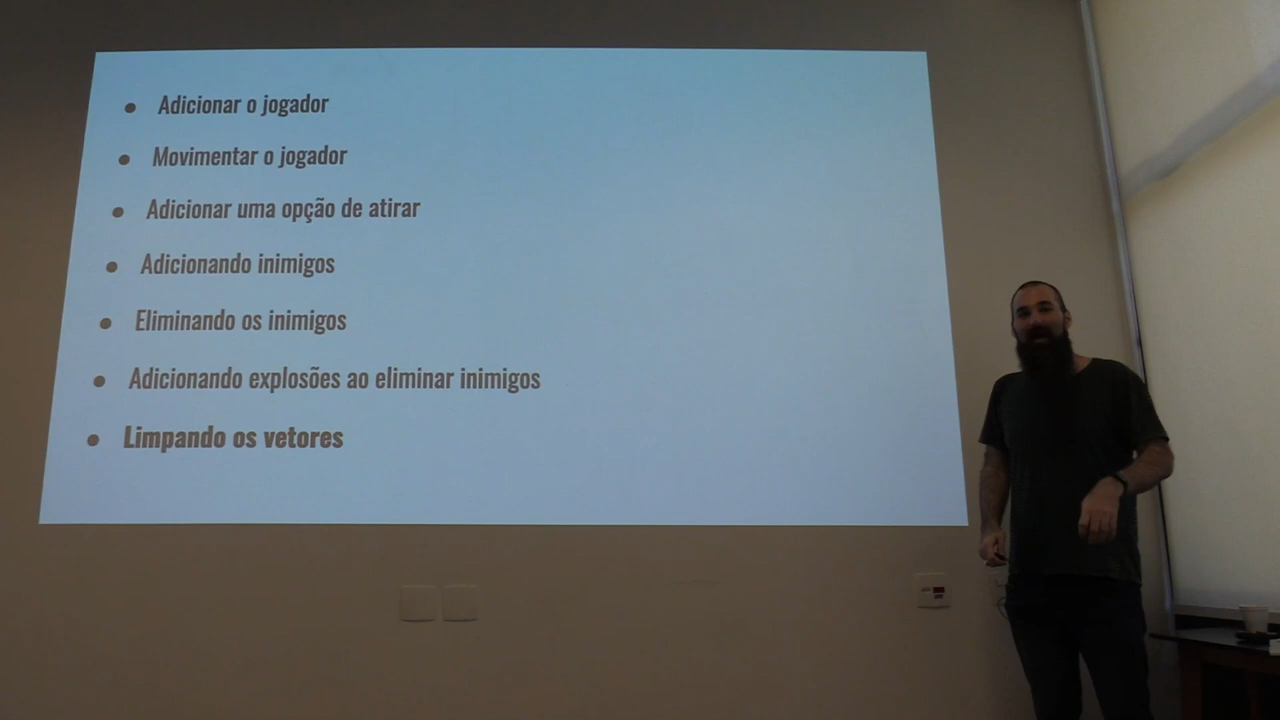 Adicionar o jogador
Movimentar o jogador
Adicionar uma opção de atirar
Adicionando inimigos
Eliminando os inimigos
Adicionando explosões ao eliminar inimigos
Limpando os vetores